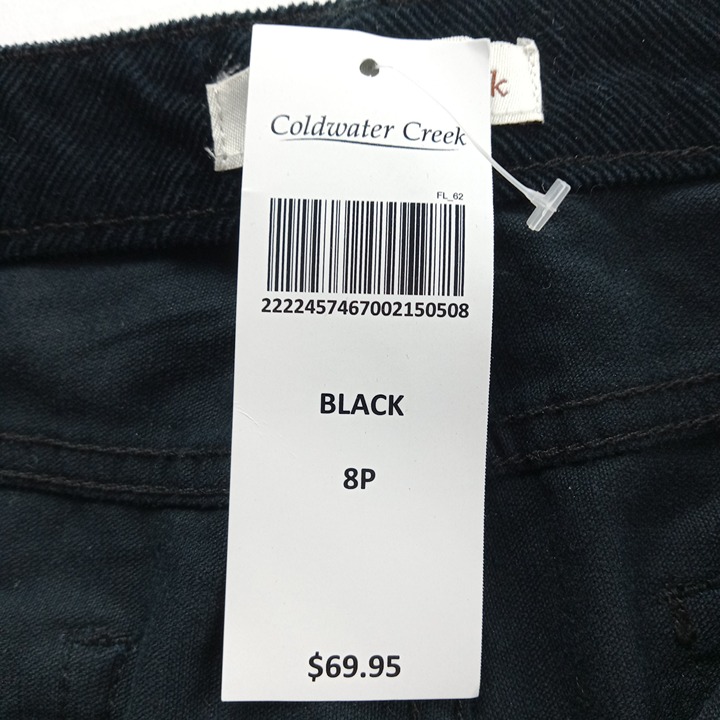 k
Coldwater Creek
FL_62
2222457467002150508
BLACK
8P
$69.95